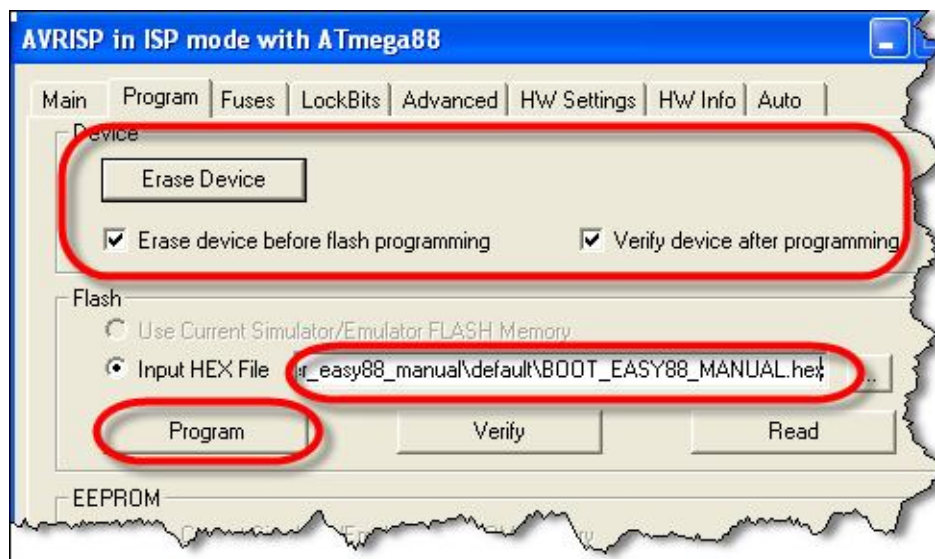 AVRISP in ISP mode with ATmega88
Main Program Fuses LockBits Advanced HW Settings HW Info Auto
Device
Erase Device
Erase device before flash programming Verify device after programming
Flash
Use Current Simulator/Emulator FLASH Memory
Input HEX File r_easy88_manual\default\BOOT_EASY88_MANUAL.hex ...
Program Verify Read
EEPROM